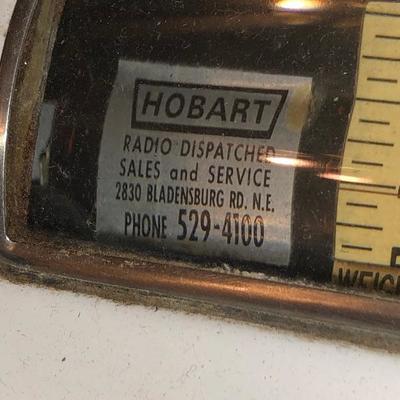 HOBART
RADIO DISPATCHED
SALES and SERVICE
2830 BLADENSBURG RD. N.E.
PHONE 529-4100